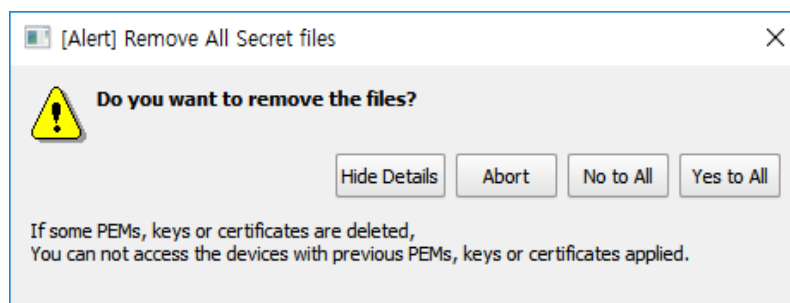 [Alert] Remove All Secret files
Do you want to remove the files?
Hide Details Abort No to All Yes to All
If some PEMs, keys or certificates are deleted,
You can not access the devices with previous PEMs, keys or certificates applied.